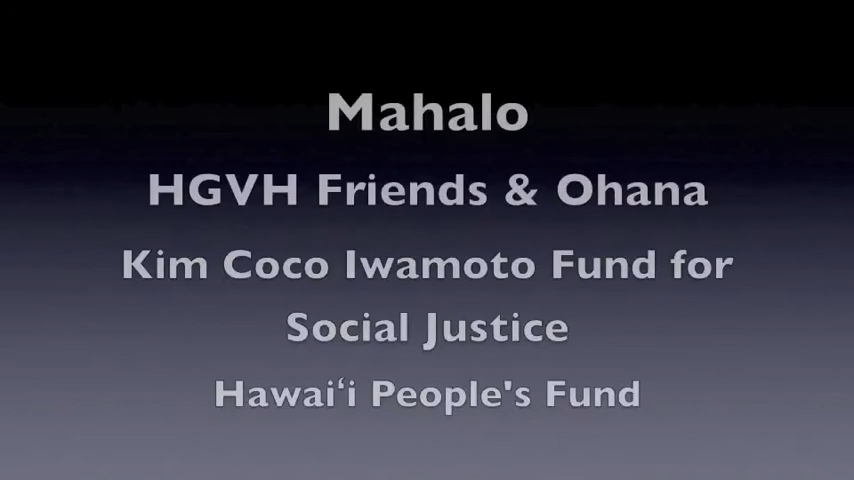 Mahalo
HGVH Friends & Ohana
Kim Coco Iwamoto Fund for
Social Justice
Hawaiʻi People's Fund